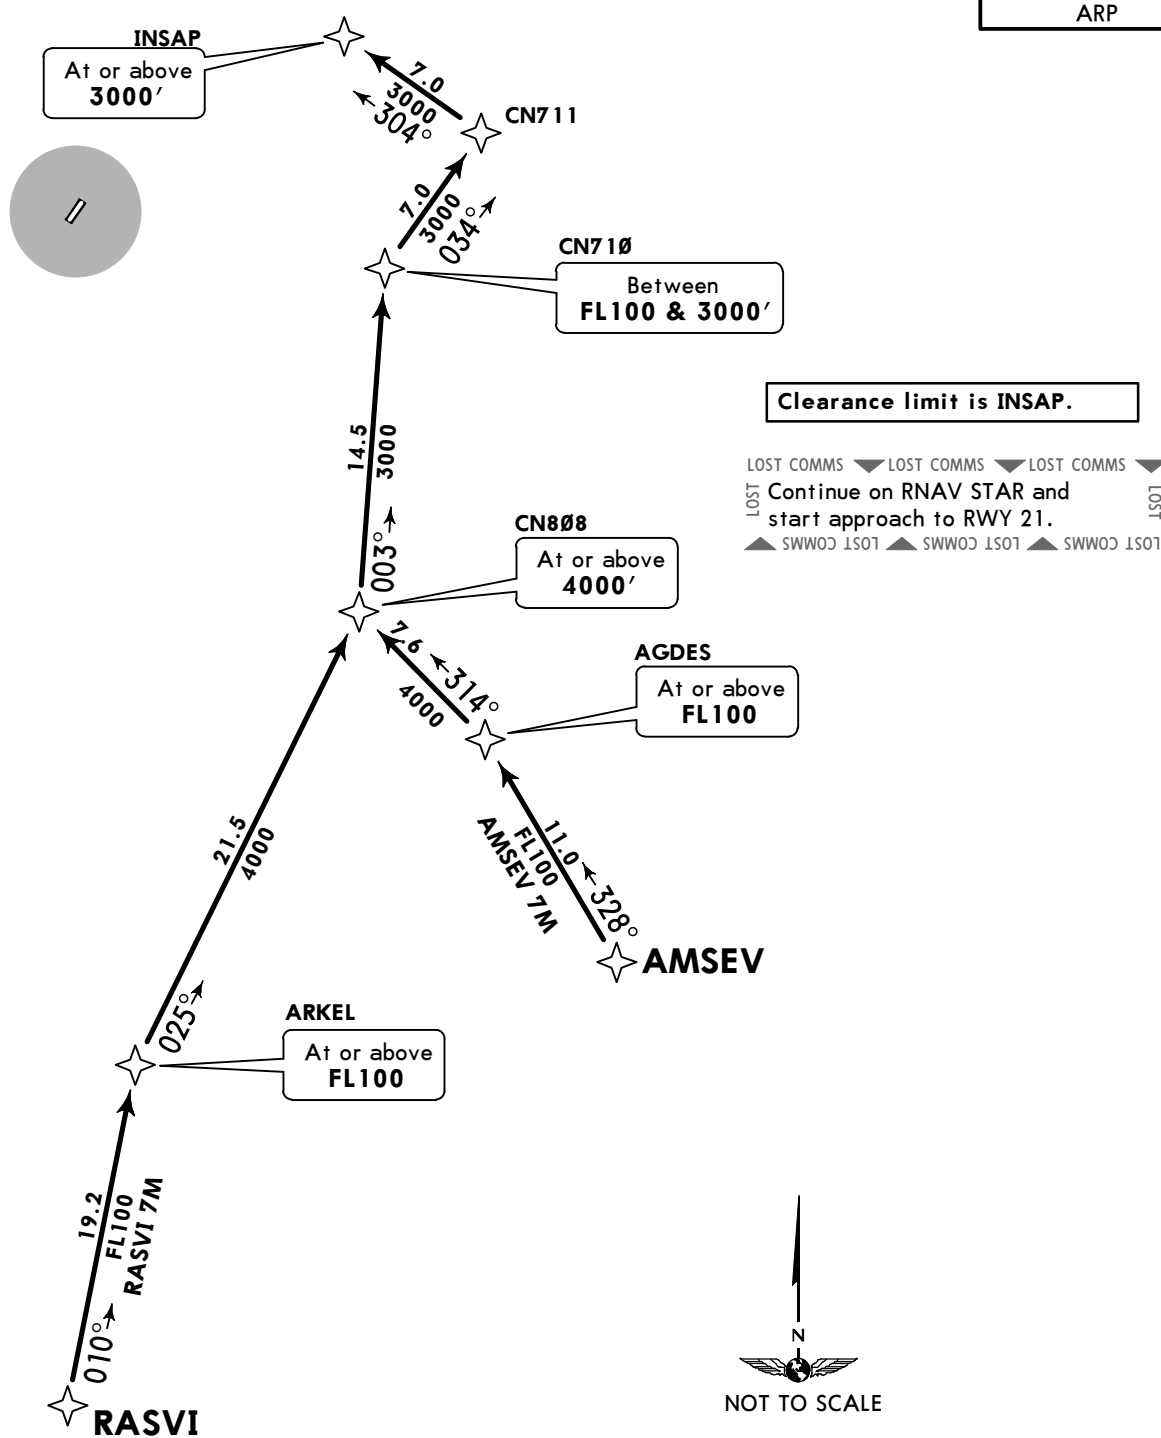 ARP
INSAP
At or above
3000′
7.0
3000
←304°
CN711
7.0
3000
034°→
CN71Ø
Between
FL100 & 3000′
Clearance limit is INSAP.
LOST COMMS LOST COMMS LOST COMMS
LOST
Continue on RNAV STAR and
start approach to RWY 21.
LOST
LOST COMMS LOST COMMS LOST COMMS
14.5
3000
003°→
CN8Ø8
At or above
4000′
7.6
←314°
4000
AGDES
At or above
FL100
21.5
4000
025°→
11.0
←328°
FL100
AMSEV 7M
AMSEV
ARKEL
At or above
FL100
19.2
FL100
RASVI 7M
010°→
RASVI
N
NOT TO SCALE